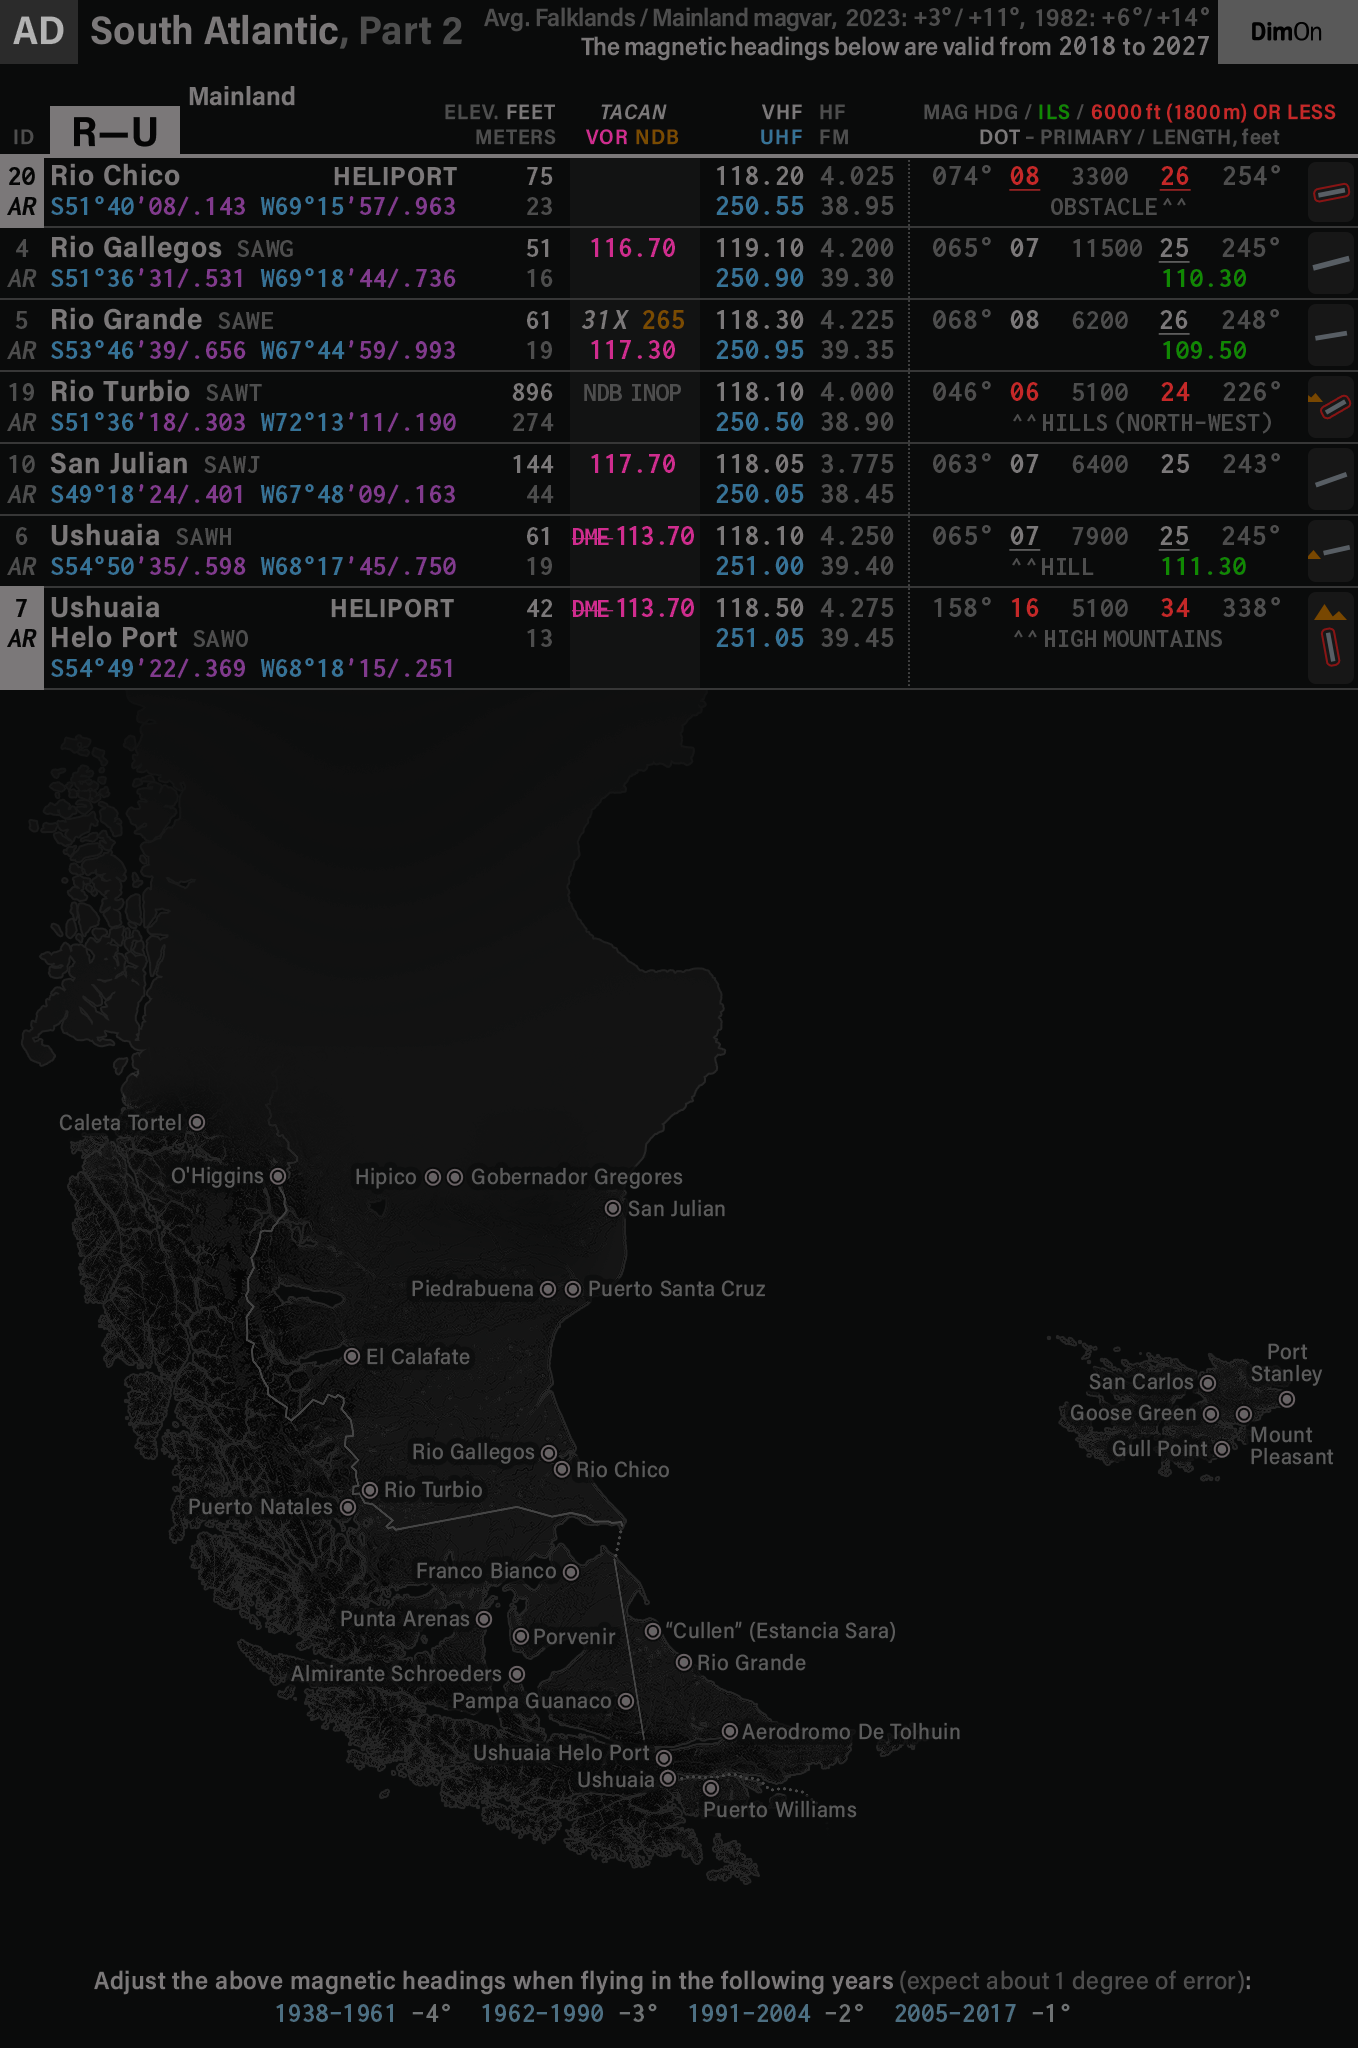 AD South Atlantic, Part 2
Avg. Falklands / Mainland magvar, 2023: +3°/ +11°, 1982: +6°/ +14°
The magnetic headings below are valid from 2018 to 2027
DimOn
Mainland
ID R—U
ELEV. FEET
METERS
TACAN
VOR NDB
VHF HF
UHF FM
MAG HDG / ILS / 6000 ft (1800 m) OR LESS
DOT – PRIMARY / LENGTH, feet
20 Rio Chico HELIPORT 75 118.20 4.025 074° 08 3300 26 254°
AR S51°40'08/.143 W69°15'57/.963 23 250.55 38.95 OBSTACLE ^^
4 Rio Gallegos SAWG 51 116.70 119.10 4.200 065° 07 11500 25 245°
AR S51°36'31/.531 W69°18'44/.736 16 250.90 39.30 110.30
5 Rio Grande SAWE 61 31X 265 118.30 4.225 068° 08 6200 26 248°
AR S53°46'39/.656 W67°44'59/.993 19 117.30 250.95 39.35 109.50
19 Rio Turbio SAWT 896 NDB INOP 118.10 4.000 046° 06 5100 24 226°
AR S51°36'18/.303 W72°13'11/.190 274 250.50 38.90 ^^ HILLS (NORTH-WEST)
10 San Julian SAWJ 144 117.70 118.05 3.775 063° 07 6400 25 243°
AR S49°18'24/.401 W67°48'09/.163 44 250.05 38.45
6 Ushuaia SAWH 61 DME 113.70 118.10 4.250 065° 07 7900 25 245°
AR S54°50'35/.598 W68°17'45/.750 19 251.00 39.40 ^^ HILL 111.30
7 Ushuaia HELIPORT 42 DME 113.70 118.50 4.275 158° 16 5100 34 338°
AR Helo Port SAWO 13 251.05 39.45 ^^ HIGH MOUNTAINS
S54°49'22/.369 W68°18'15/.251
Caleta Tortel
O'Higgins
Hipico
Gobernador Gregores
San Julian
Piedrabuena
Puerto Santa Cruz
El Calafate
Port
Stanley
San Carlos
Goose Green
Mount
Pleasant
Gull Point
Rio Gallegos
Rio Chico
Rio Turbio
Puerto Natales
Franco Bianco
Punta Arenas
Porvenir
“Cullen” (Estancia Sara)
Rio Grande
Almirante Schroeders
Pampa Guanaco
Aerodromo De Tolhuin
Ushuaia Helo Port
Ushuaia
Puerto Williams
Adjust the above magnetic headings when flying in the following years (expect about 1 degree of error):
1938–1961 –4° 1962–1990 –3° 1991–2004 –2° 2005–2017 –1°